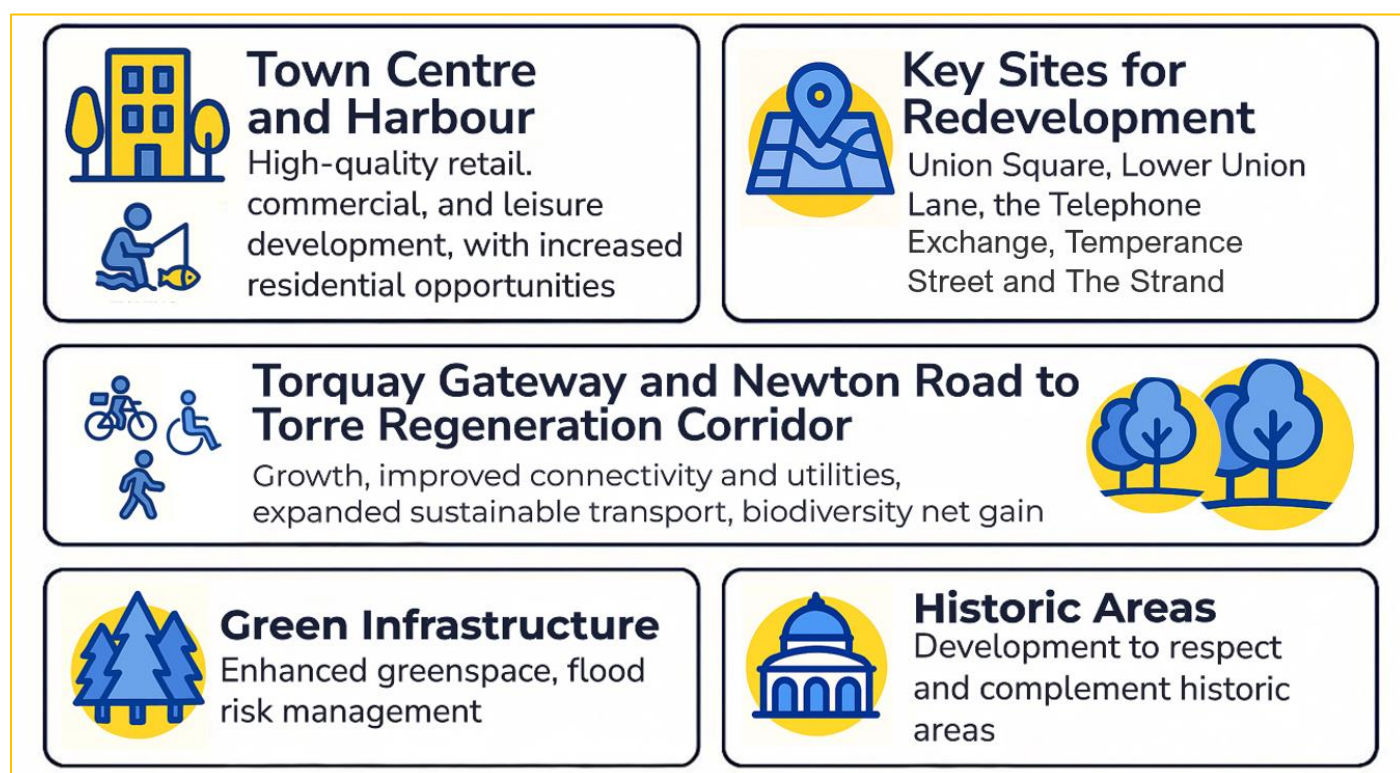 Town Centre
and Harbour
High-quality retail.
commercial, and leisure
development, with increased
residential opportunities
Key Sites for
Redevelopment
Union Square, Lower Union
Lane, the Telephone
Exchange, Temperance
Street and The Strand
Torquay Gateway and Newton Road to
Torre Regeneration Corridor
Growth, improved connectivity and utilities,
expanded sustainable transport, biodiversity net gain
Green Infrastructure
Enhanced greenspace, flood
risk management
Historic Areas
Development to respect
and complement historic
areas